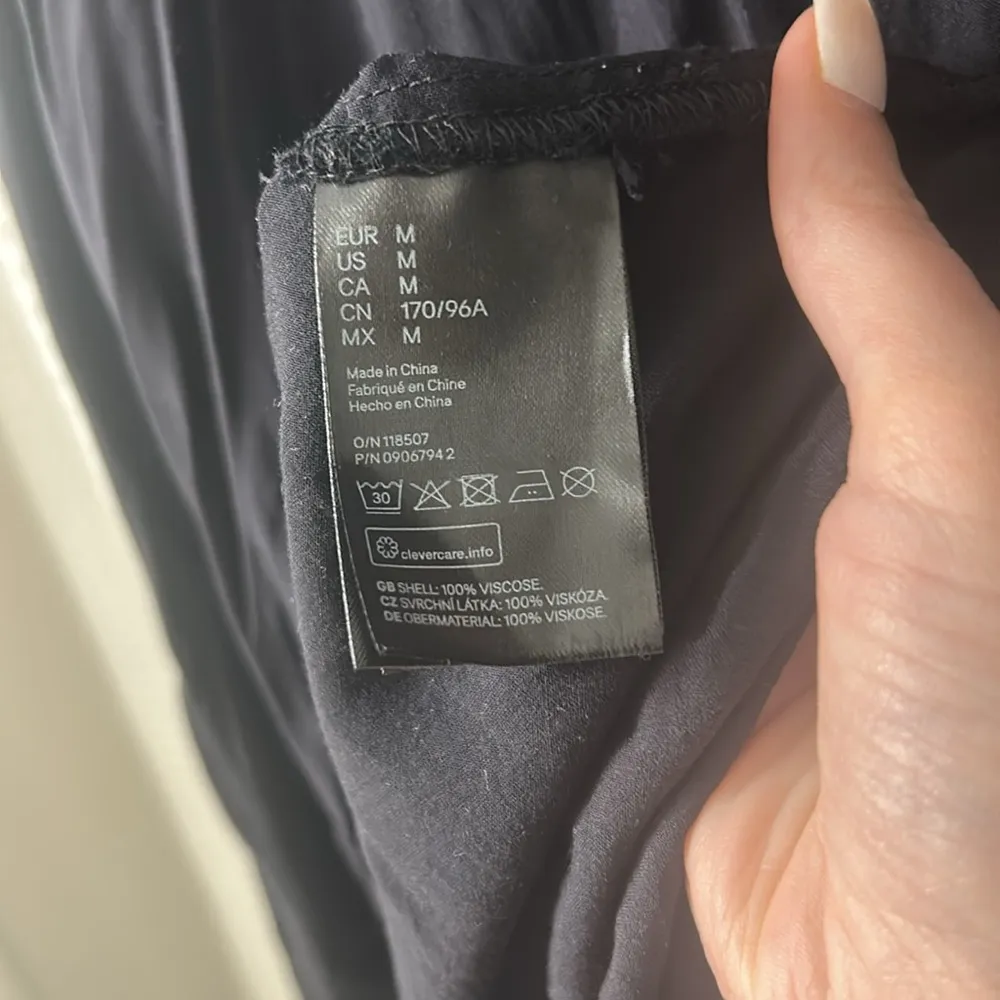 EUR M
US M
CA M
CN 170/96A
MX M
Made in China
Fabriqué en Chine
Hecho en China
O/N 118507
P/N 0906794 2
30
clevercare.info
GB SHELL: 100% VISCOSE.
CZ SVRCHNÍ LÁTKA: 100% VISKÓZA.
DE OBERMATERIAL: 100% VISKOSE.